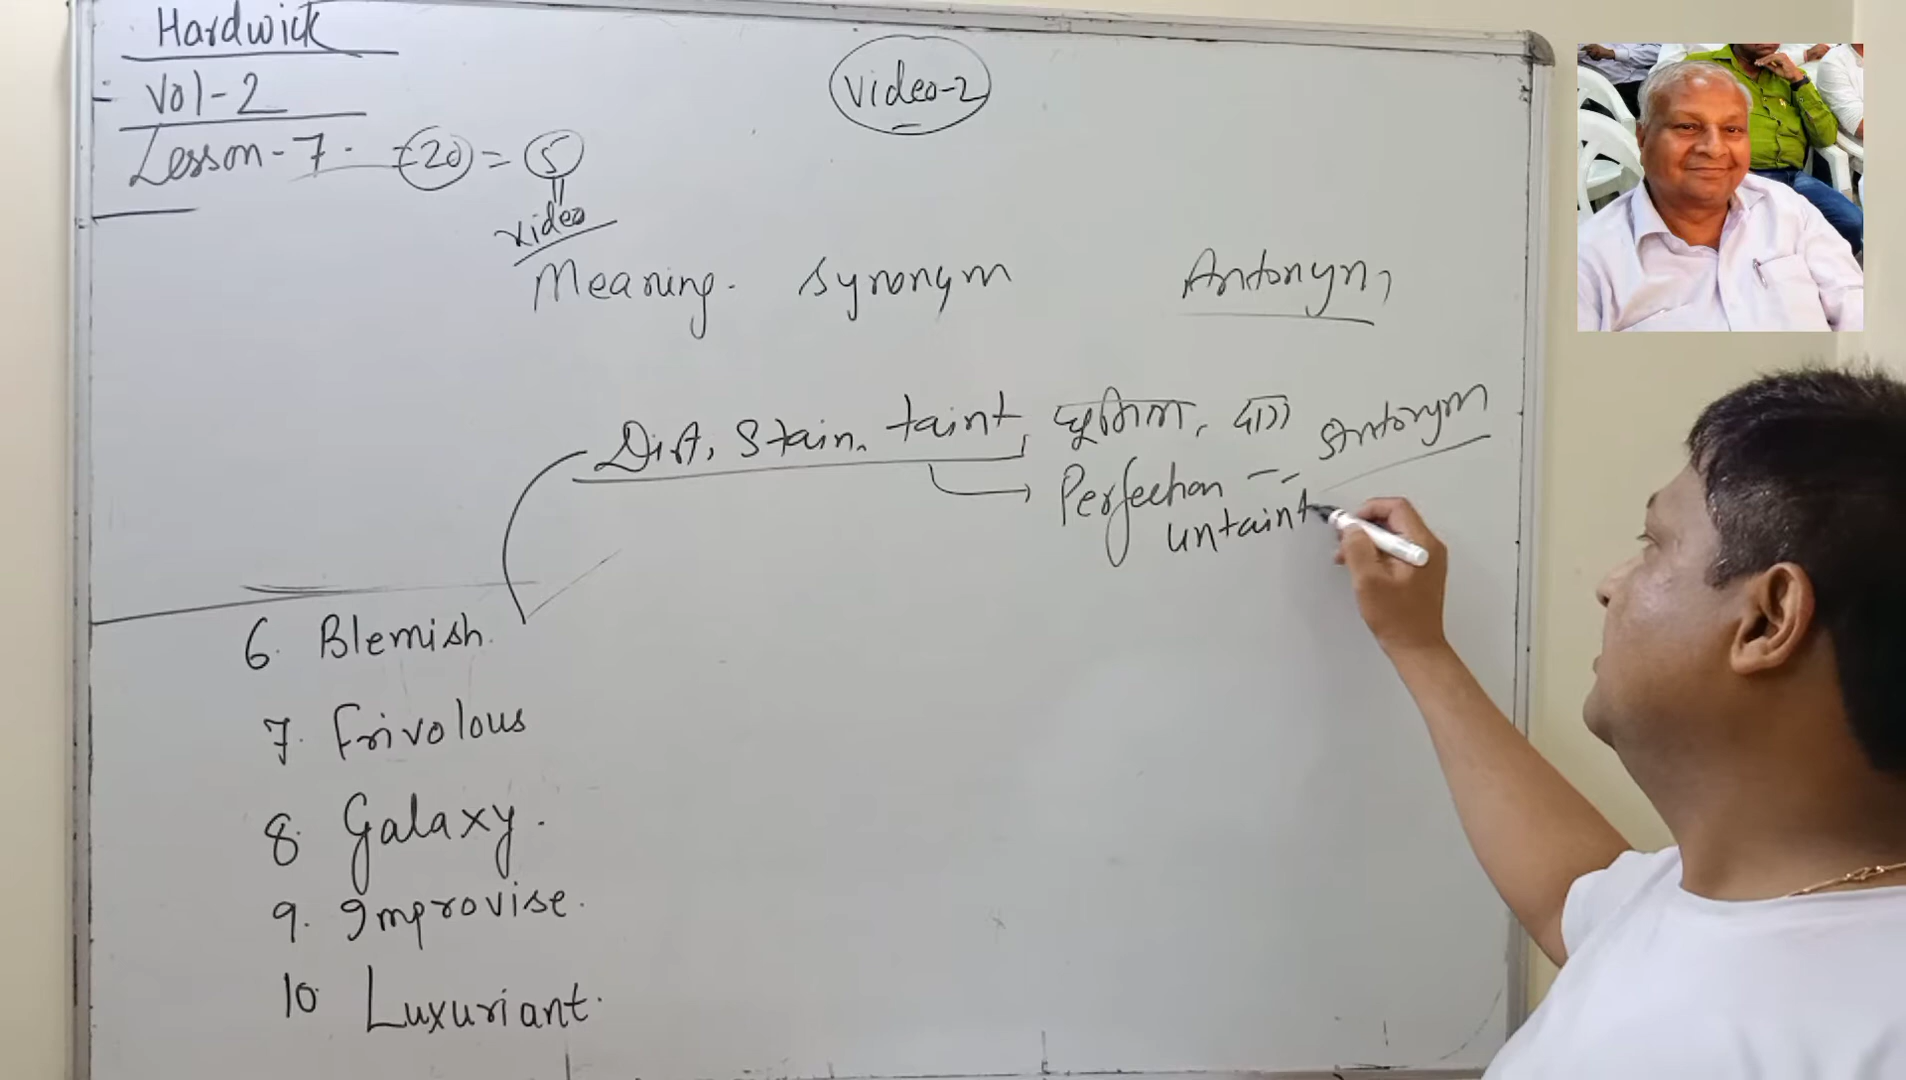 Hardwick
Vol-2
Lesson-7. 20 = 5
video
Video-2
Meaning. Synonym Antonym
Dirt, Stain, taint, धूमिल, दाग
Antonym
Perfection --
untaint
6. Blemish.
7. Frivolous
8. Galaxy.
9. Improvise.
10 Luxuriant.